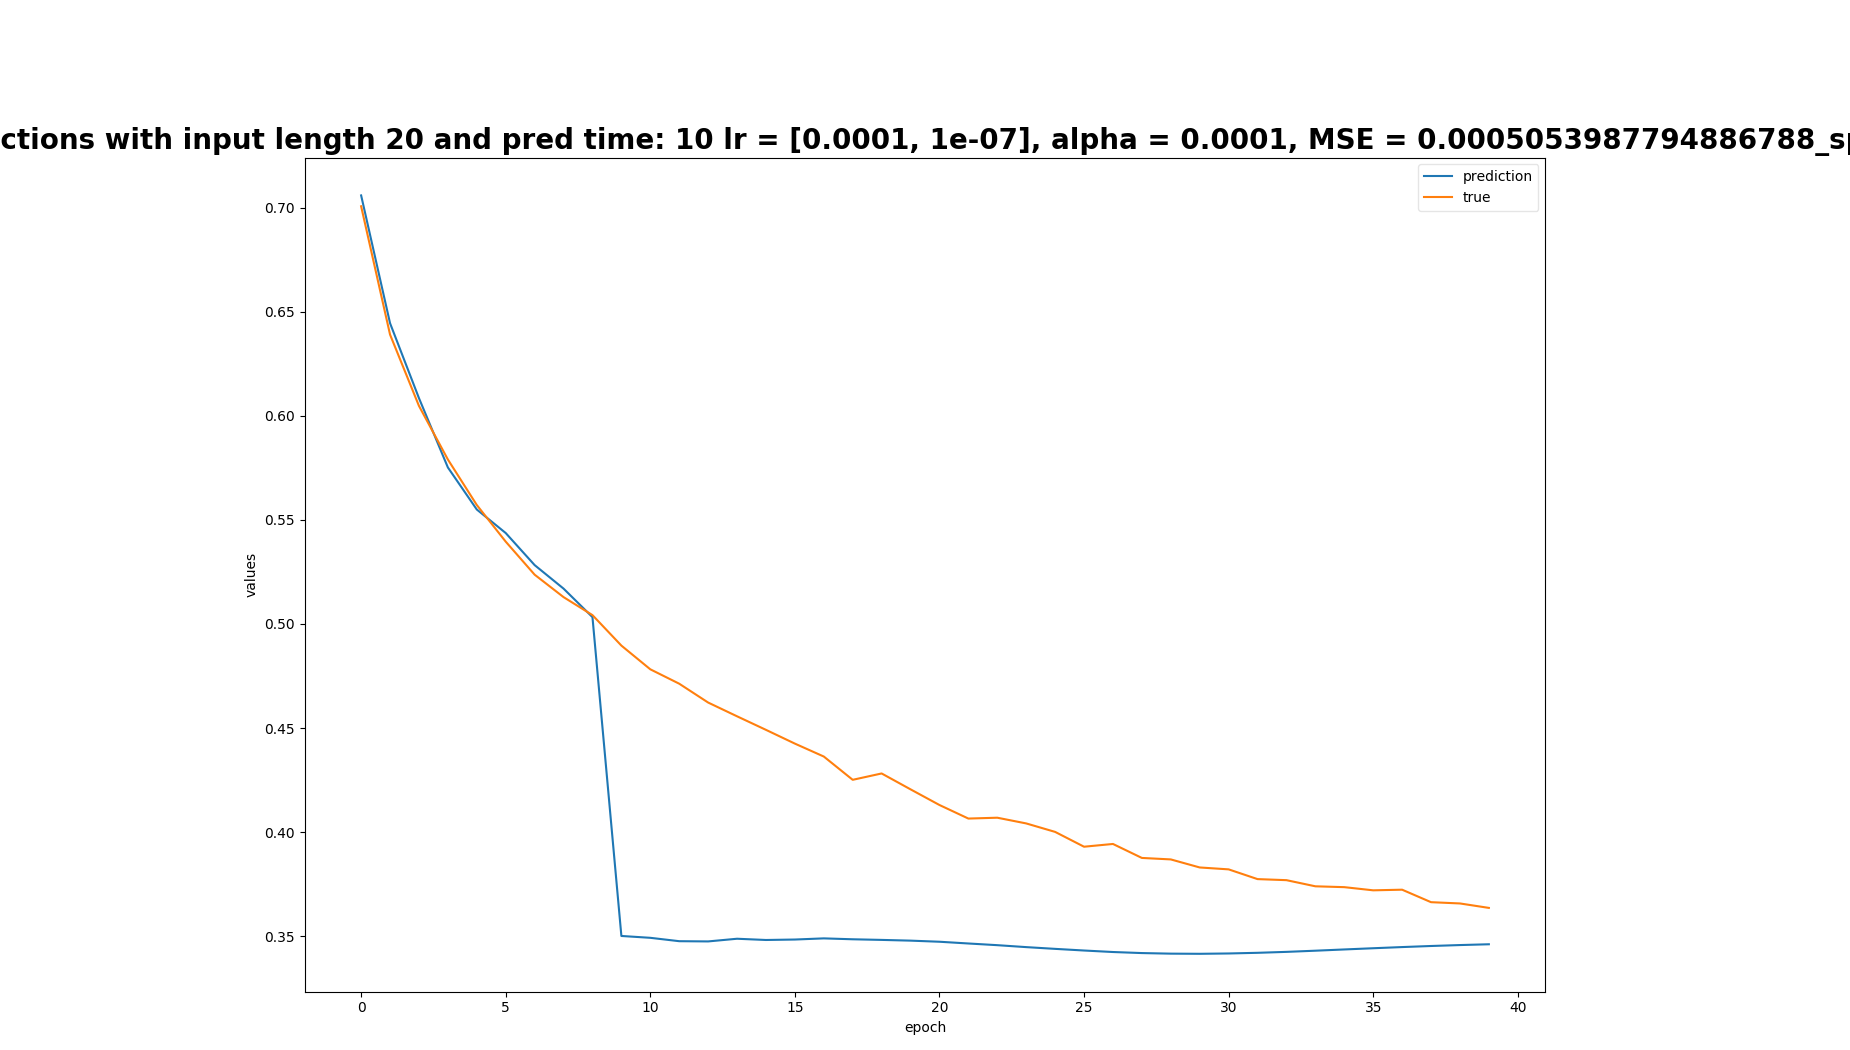 ctions with input length 20 and pred time: 10 lr = [0.0001, 1e-07], alpha = 0.0001, MSE = 0.0005053987794886788_sp
prediction
true
0.70
0.65
0.60
0.55
0.50
0.45
0.40
0.35
values
0 5 10 15 20 25 30 35 40
epoch